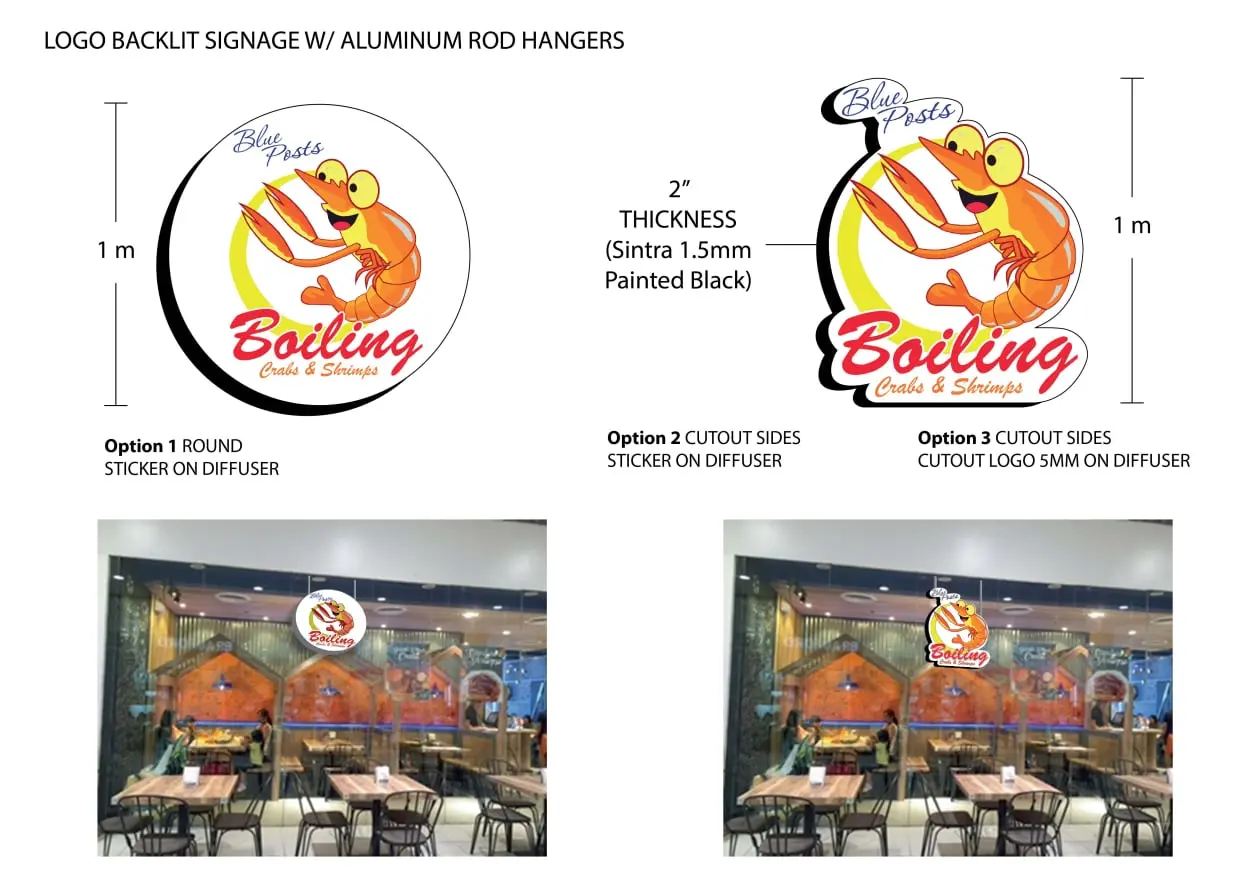 LOGO BACKLIT SIGNAGE W/ ALUMINUM ROD HANGERS
Blue
Posts
Boiling
Crabs & Shrimps
1 m
2”
THICKNESS
(Sintra 1.5mm
Painted Black)
Blue
Posts
Boiling
Crabs & Shrimps
1 m
Option 1 ROUND
STICKER ON DIFFUSER
Option 2 CUTOUT SIDES
STICKER ON DIFFUSER
Option 3 CUTOUT SIDES
CUTOUT LOGO 5MM ON DIFFUSER
Blue
Posts
Boiling
Crabs & Shrimps
Blue
Posts
Boiling
Crabs & Shrimps